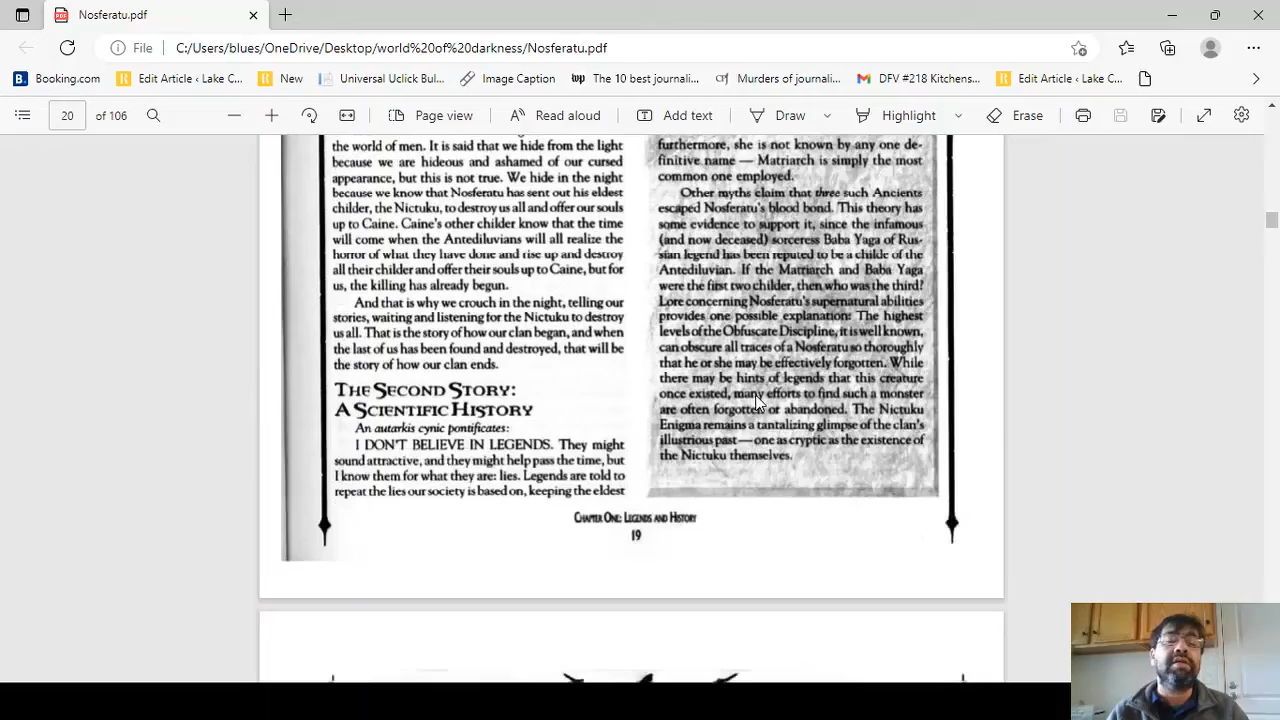 Nosferatu.pdf
File C:/Users/blues/OneDrive/Desktop/world%20of%20darkness/Nosferatu.pdf
B. Booking.com Edit Article ‹ Lake C... New Universal Uclick Bul... Image Caption wp The 10 best journali... CPJ Murders of journali... DFV #218 Kitchens... Edit Article ‹ Lake C...
20 of 106 Page view Read aloud Add text Draw Highlight Erase
the world of men. It is said that we hide from the light
because we are hideous and ashamed of our cursed
appearance, but this is not true. We hide in the night
because we know that Nosferatu has sent out his eldest
childer, the Nictuku, to destroy us all and offer our souls
up to Caine. Caine's other childer know that the time
will come when the Antediluvians will all realize the
horror of what they have done and rise up and destroy
all their childer and offer their souls up to Caine, but for
us, the killing has already begun.
And that is why we crouch in the night, telling our
stories, waiting and listening for the Nictuku to destroy
us all. That is the story of how our clan began, and when
the last of us has been found and destroyed, that will be
the story of how our clan ends.
THE SECOND STORY:
A SCIENTIFIC HISTORY
An autarkis cynic pontificates:
I DON'T BELIEVE IN LEGENDS. They might
sound attractive, and they might help pass the time, but
I know them for what they are: lies. Legends are told to
repeat the lies our society is based on, keeping the eldest
furthermore, she is not known by any one de-
finitive name — Matriarch is simply the most
common one employed.
Other myths claim that three such Ancients
escaped Nosferatu's blood bond. This theory has
some evidence to support it, since the infamous
(and now deceased) sorceress Baba Yaga of Rus-
sian legend has been reputed to be a childe of the
Antediluvian. If the Matriarch and Baba Yaga
were the first two childer, then who was the third?
Lore concerning Nosferatu's supernatural abilities
provides one possible explanation: The highest
levels of the Obfuscate Discipline, it is well known,
can obscure all traces of a Nosferatu so thoroughly
that he or she may be effectively forgotten. While
there may be hints of legends that this creature
once existed, many efforts to find such a monster
are often forgotten or abandoned. The Nictuku
Enigma remains a tantalizing glimpse of the clan's
illustrious past — one as cryptic as the existence of
the Nictuku themselves.
CHAPTER ONE: LEGENDS AND HISTORY
19